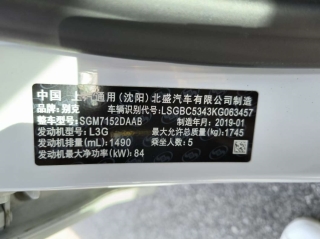 中国 上汽通用(沈阳)北盛汽车有限公司制造
品牌: 别克 车辆识别代号: LSGBC5343KG063457
整车型号: SGM7152DAAB 制造年月: 2019-01
发动机型号: L3G 最大允许总质量(kg): 1745
发动机排量(mL): 1490 乘坐人数: 5
发动机最大净功率(kW): 84